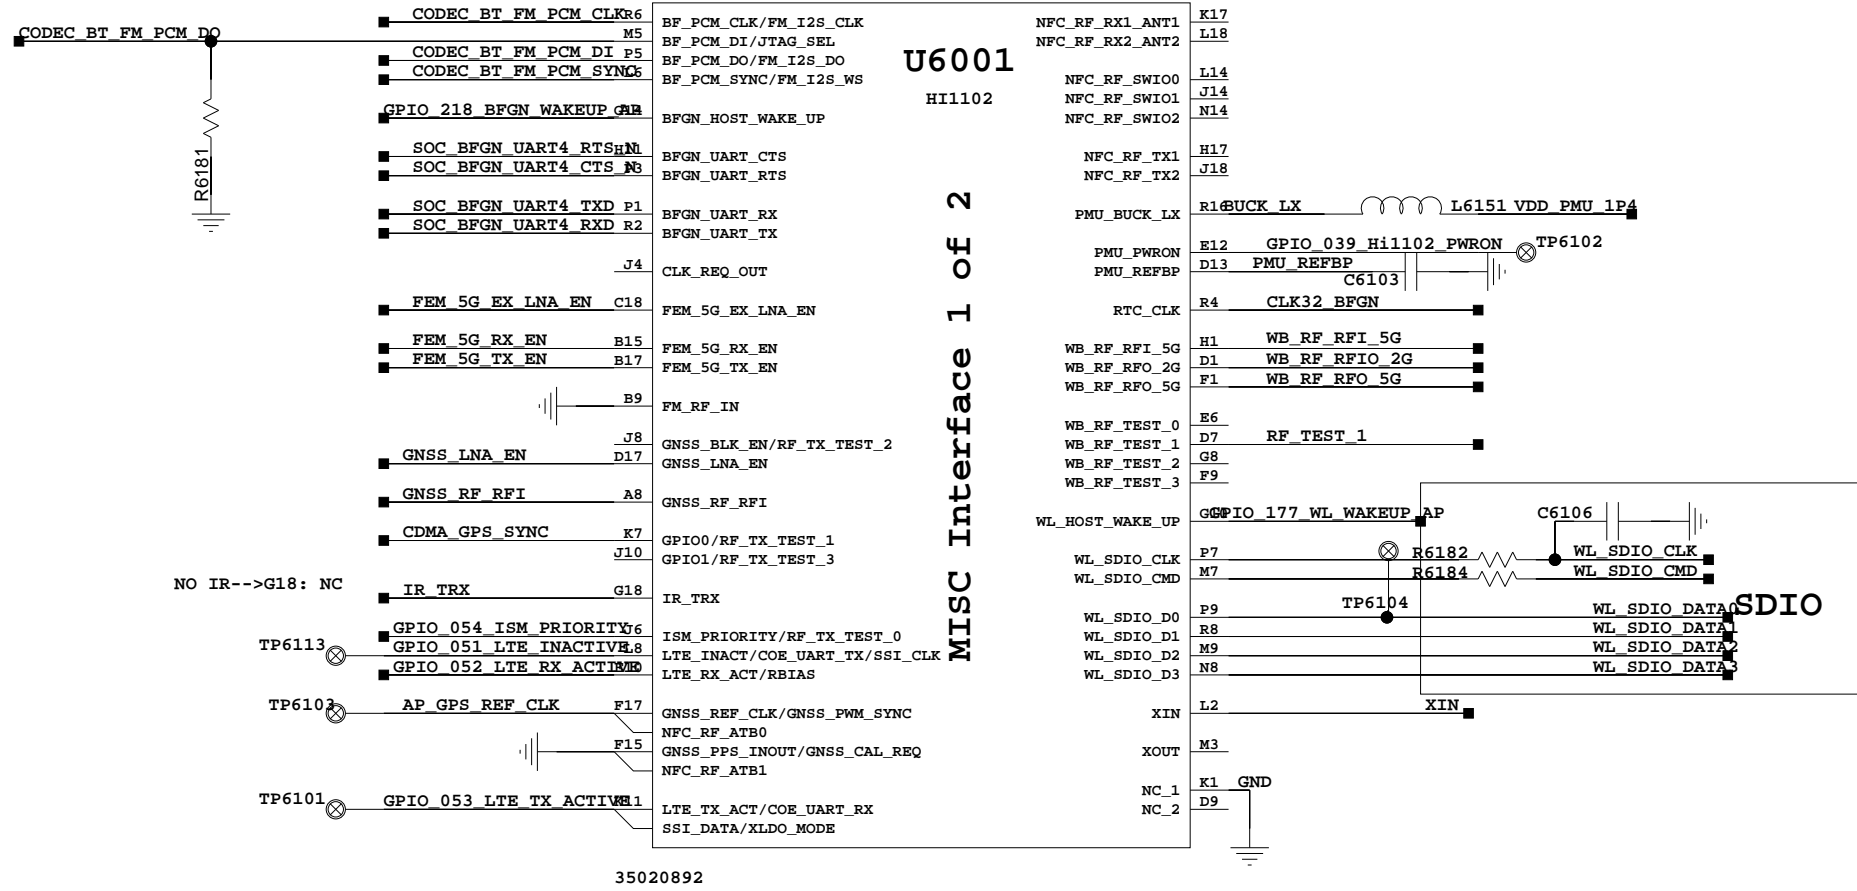 CODEC_BT_FM_PCM_CLK R6 BF_PCM_CLK/FM_I2S_CLK
CODEC_BT_FM_PCM_DO M5 BF_PCM_DI/JTAG_SEL
CODEC_BT_FM_PCM_DI P5 BF_PCM_DO/FM_I2S_DO
CODEC_BT_FM_PCM_SYNC BF_PCM_SYNC/FM_I2S_WS
R6181
GPIO_218_BFGN_WAKEUP_AP BFGN_HOST_WAKE_UP
SOC_BFGN_UART4_RTS_N BFGN_UART_CTS
SOC_BFGN_UART4_CTS_N BFGN_UART_RTS
SOC_BFGN_UART4_TXD P1 BFGN_UART_RX
SOC_BFGN_UART4_RXD R2 BFGN_UART_TX
J4 CLK_REQ_OUT
FEM_5G_EX_LNA_EN C18 FEM_5G_EX_LNA_EN
FEM_5G_RX_EN B15 FEM_5G_RX_EN
FEM_5G_TX_EN B17 FEM_5G_TX_EN
B9 FM_RF_IN
J8 GNSS_BLK_EN/RF_TX_TEST_2
GNSS_LNA_EN D17 GNSS_LNA_EN
GNSS_RF_RFI A8 GNSS_RF_RFI
CDMA_GPS_SYNC K7 GPIO0/RF_TX_TEST_1
J10 GPIO1/RF_TX_TEST_3
NO IR-->G18: NC
IR_TRX G18 IR_TRX
GPIO_054_ISM_PRIORITY J6 ISM_PRIORITY/RF_TX_TEST_0
TP6113 GPIO_051_LTE_INACTIVE L8 LTE_INACT/COE_UART_TX/SSI_CLK
GPIO_052_LTE_RX_ACTIVE LTE_RX_ACT/RBIAS
TP6103 AP_GPS_REF_CLK F17 GNSS_REF_CLK/GNSS_PWM_SYNC
NFC_RF_ATB0
F15 GNSS_PPS_INOUT/GNSS_CAL_REQ
NFC_RF_ATB1
TP6101 GPIO_053_LTE_TX_ACTIVE LTE_TX_ACT/COE_UART_RX
SSI_DATA/XLDO_MODE
35020892
U6001
HI1102
MISC Interface 1 of 2
NFC_RF_RX1_ANT1 K17
NFC_RF_RX2_ANT2 L18
NFC_RF_SWIO0 L14
NFC_RF_SWIO1 J14
NFC_RF_SWIO2 N14
NFC_RF_TX1 H17
NFC_RF_TX2 J18
PMU_BUCK_LX R16 BUCK_LX L6151 VDD_PMU_1P4
PMU_PWRON E12 GPIO_039_Hi1102_PWRON TP6102
PMU_REFBP D13 PMU_REFBP C6103
RTC_CLK R4 CLK32_BFGN
WB_RF_RFI_5G H1 WB_RF_RFI_5G
WB_RF_RFO_2G D1 WB_RF_RFIO_2G
WB_RF_RFO_5G F1 WB_RF_RFO_5G
WB_RF_TEST_0 E6
WB_RF_TEST_1 D7 RF_TEST_1
WB_RF_TEST_2 G8
WB_RF_TEST_3 F9
WL_HOST_WAKE_UP GPIO_177_WL_WAKEUP_AP C6106
WL_SDIO_CLK P7 R6182 WL_SDIO_CLK
WL_SDIO_CMD M7 R6184 WL_SDIO_CMD
TP6104
SDIO
WL_SDIO_D0 P9 WL_SDIO_DATA0
WL_SDIO_D1 R8 WL_SDIO_DATA1
WL_SDIO_D2 M9 WL_SDIO_DATA2
WL_SDIO_D3 N8 WL_SDIO_DATA3
XIN L2 XIN
XOUT M3
NC_1 K1 GND
NC_2 D9